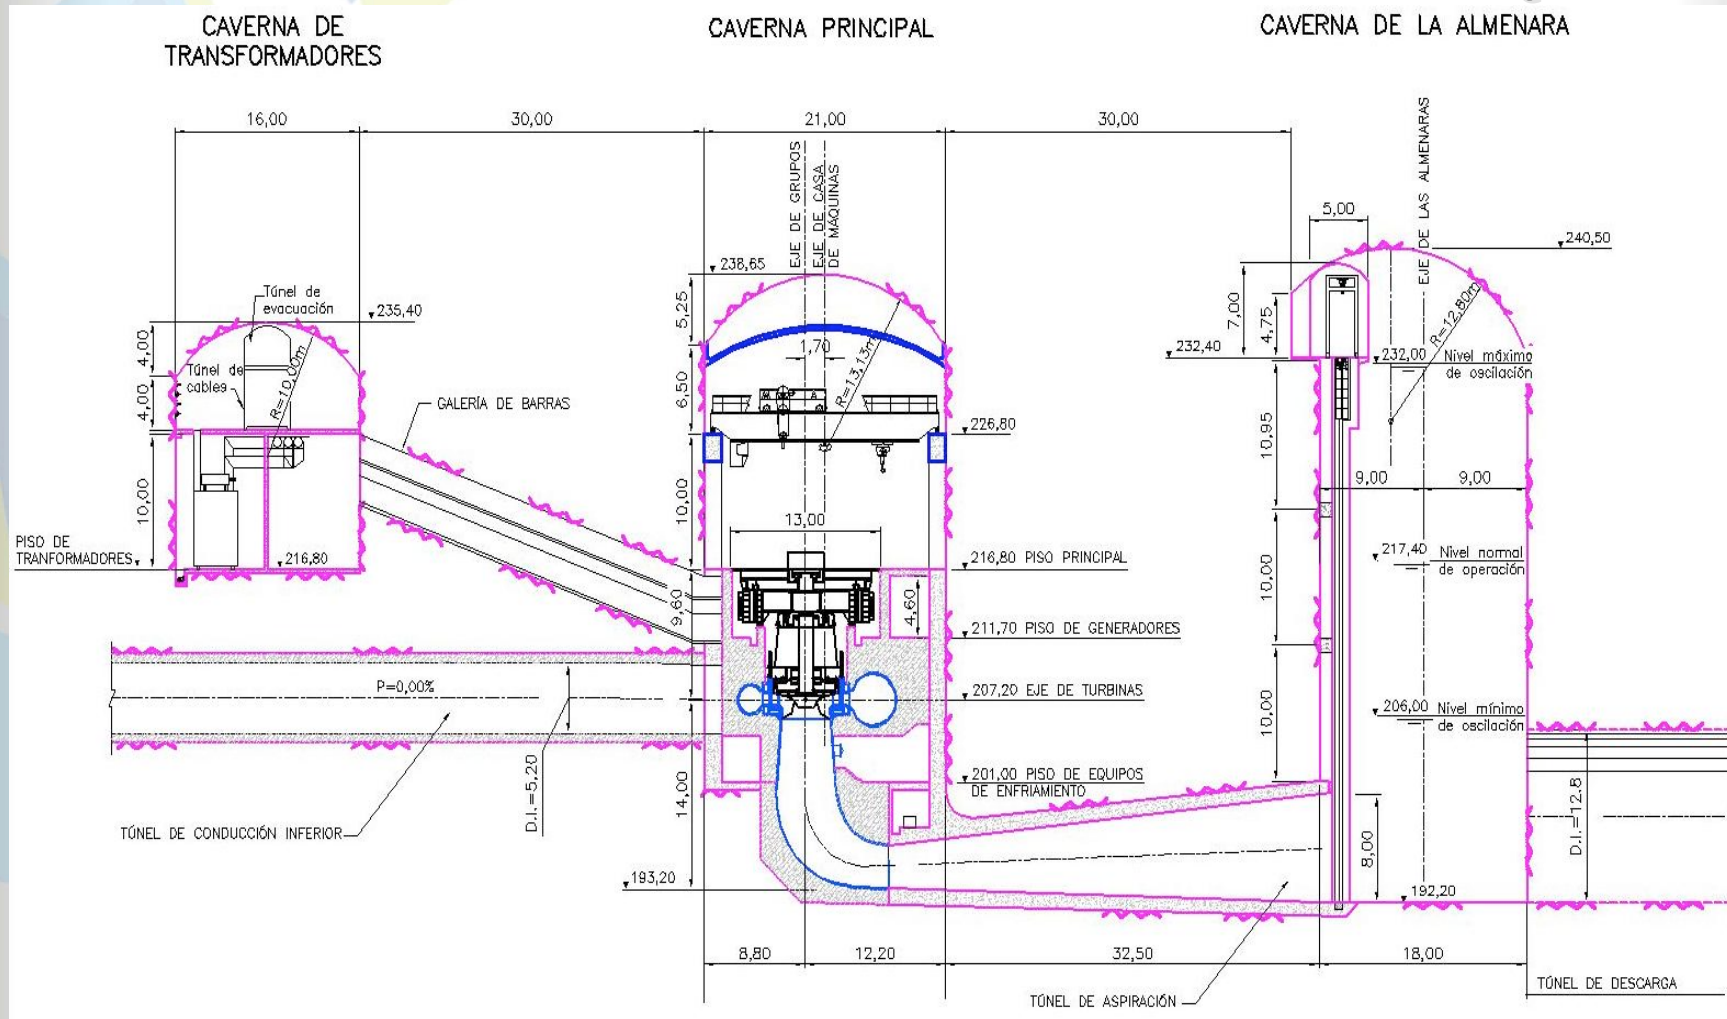 CAVERNA DE
TRANSFORMADORES
CAVERNA PRINCIPAL
CAVERNA DE LA ALMENARA
16,00
30,00
21,00
30,00
EJE DE GRUPOS
EJE DE CASA
DE MÁQUINAS
EJE DE LAS ALMENARAS
5,00
240,50
238,65
Túnel de
evacuación
235,40
4,00
4,00
10,00
Túnel de
cables
R=10,00m
GALERÍA DE BARRAS
5,25
6,50
10,00
1,70
R=13,13m
226,80
7,00
4,75
R=12,80m
232,40
232,00 Nivel máximo
de oscilación
10,95
9,00
9,00
13,00
PISO DE
TRANFORMADORES
216,80
216,80 PISO PRINCIPAL
217,40 Nivel normal
de operación
10,00
9,60
4,60
211,70 PISO DE GENERADORES
P=0,00%
207,20 EJE DE TURBINAS
206,00 Nivel mínimo
de oscilación
10,00
D.I.=5,20
14,00
201,00 PISO DE EQUIPOS
DE ENFRIAMIENTO
TÚNEL DE CONDUCCIÓN INFERIOR
8,00
D.I.=12.8
193,20
192,20
8,80
12,20
32,50
18,00
TÚNEL DE ASPIRACIÓN
TÚNEL DE DESCARGA